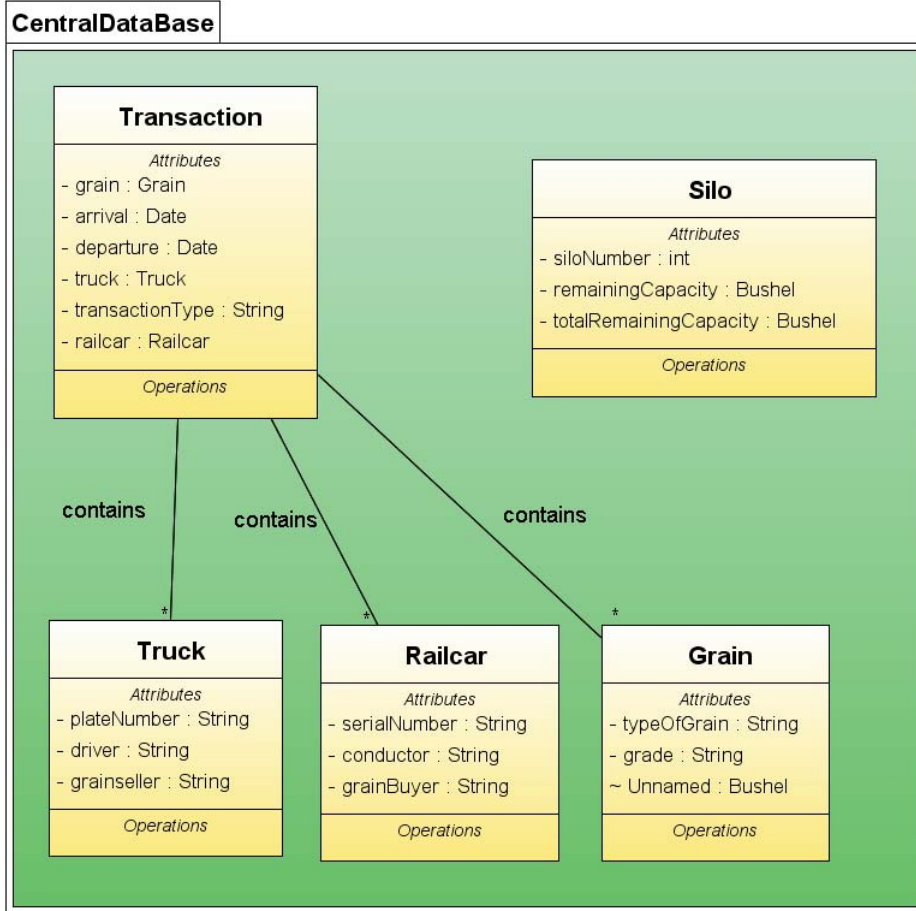 CentralDataBase
Transaction
Attributes
- grain : Grain
- arrival : Date
- departure : Date
- truck : Truck
- transactionType : String
- railcar : Railcar
Operations
Silo
Attributes
- siloNumber : int
- remainingCapacity : Bushel
- totalRemainingCapacity : Bushel
Operations
contains
contains
contains
*
*
*
Truck
Attributes
- plateNumber : String
- driver : String
- grainseller : String
Operations
Railcar
Attributes
- serialNumber : String
- conductor : String
- grainBuyer : String
Operations
Grain
Attributes
- typeOfGrain : String
- grade : String
~ Unnamed : Bushel
Operations